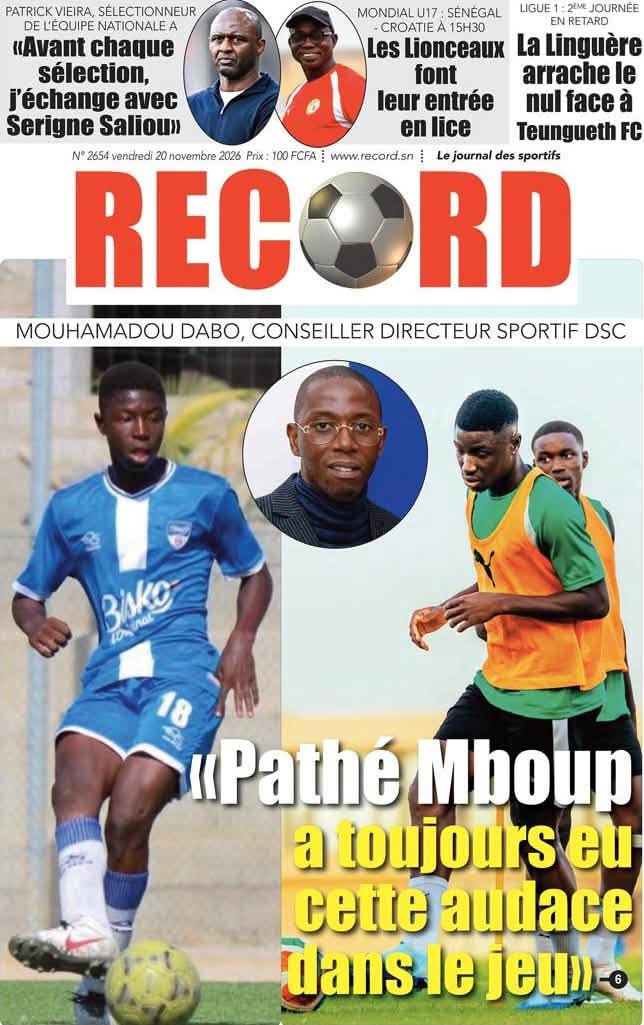 PATRICK VIEIRA, SÉLECTIONNEUR
DE L'ÉQUIPE NATIONALE A
«Avant chaque
sélection,
j'échange avec
Serigne Saliou»
MONDIAL U17 : SÉNÉGAL
- CROATIE À 15H30
Les Lionceaux
font
leur entrée
en lice
LIGUE 1 : 2ÈME JOURNÉE
EN RETARD
La Linguère
arrache le
nul face à
Teungueth FC
N° 2654 vendredi 20 novembre 2026 Prix : 100 FCFA
www.record.sn
Le journal des sportifs
RECORD
MOUHAMADOU DABO, CONSEILLER DIRECTEUR SPORTIF DSC
Bisko
Original
18
«Pathé Mboup
a toujours eu
cette audace
dans le jeu»
6